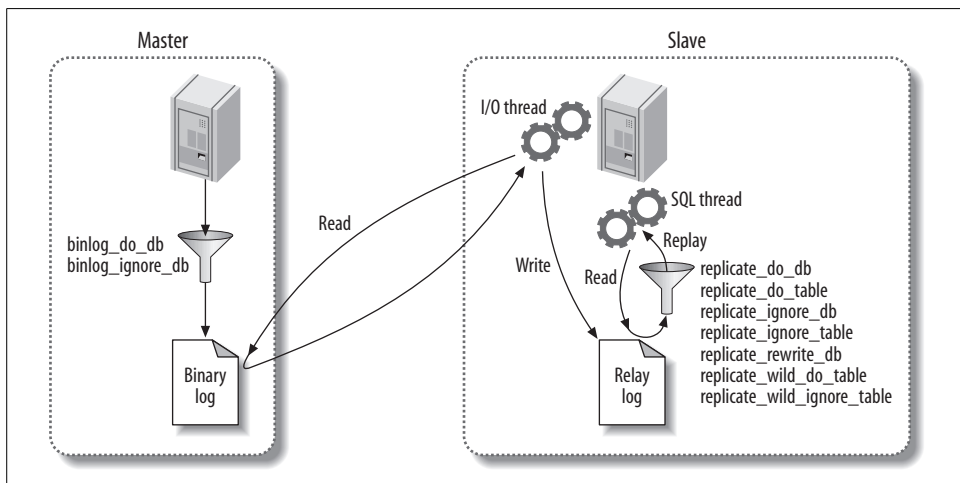 Master
Slave
I/O thread
SQL thread
Read
binlog_do_db
binlog_ignore_db
Write
Read
Replay
replicate_do_db
replicate_do_table
replicate_ignore_db
replicate_ignore_table
replicate_rewrite_db
replicate_wild_do_table
replicate_wild_ignore_table
Binary
log
Relay
log